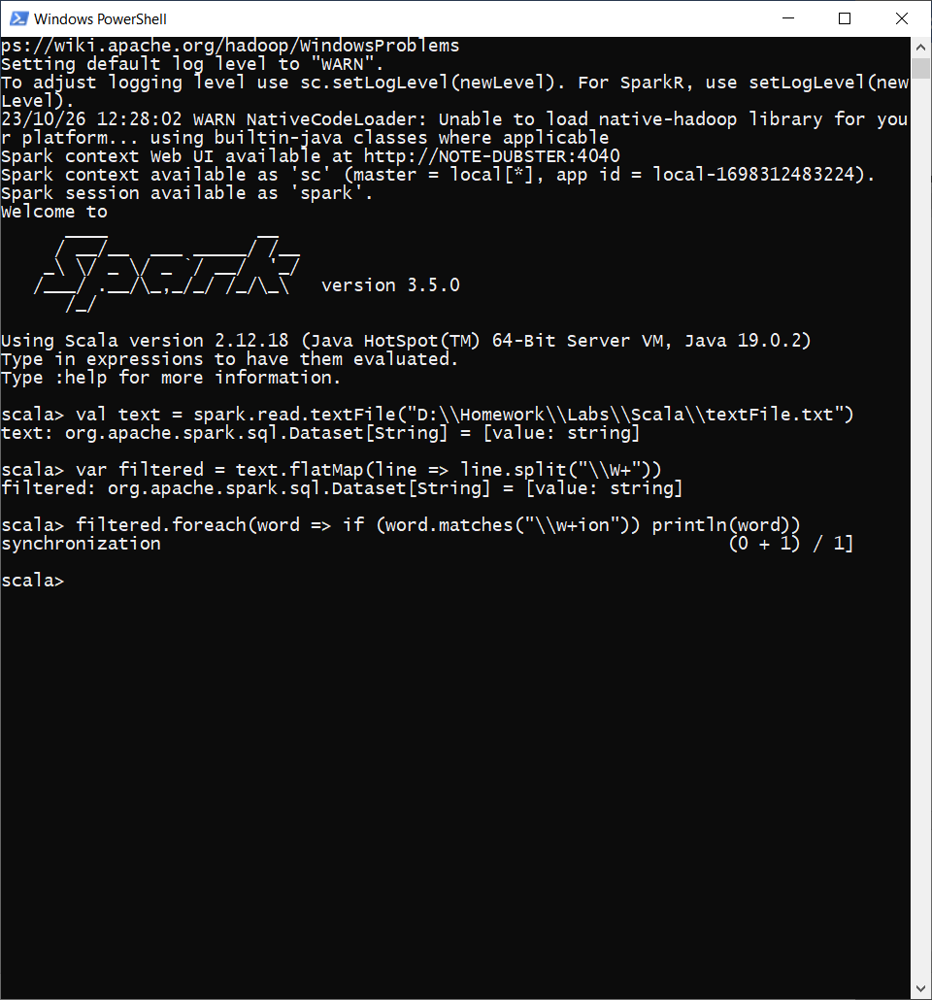 Windows PowerShell
ps://wiki.apache.org/hadoop/WindowsProblems
Setting default log level to "WARN".
To adjust logging level use sc.setLogLevel(newLevel). For SparkR, use setLogLevel(new
Level).
23/10/26 12:28:02 WARN NativeCodeLoader: Unable to load native-hadoop library for you
r platform... using builtin-java classes where applicable
Spark context Web UI available at http://NOTE-DUBSTER:4040
Spark context available as 'sc' (master = local[*], app id = local-1698312483224).
Spark session available as 'spark'.
Welcome to
      ____              __
     / __/__  ___ _____/ /__
    _\ \/ _ \/ _ `/ __/  '_/
   /___/ .__/\_,_/_/ /_/\_\   version 3.5.0
      /_/
Using Scala version 2.12.18 (Java HotSpot(TM) 64-Bit Server VM, Java 19.0.2)
Type in expressions to have them evaluated.
Type :help for more information.
scala> val text = spark.read.textFile("D:\\Homework\\Labs\\Scala\\textFile.txt")
text: org.apache.spark.sql.Dataset[String] = [value: string]
scala> var filtered = text.flatMap(line => line.split("\\W+"))
filtered: org.apache.spark.sql.Dataset[String] = [value: string]
scala> filtered.foreach(word => if (word.matches("\\w+ion")) println(word))
synchronization                                                     (0 + 1) / 1]
scala>